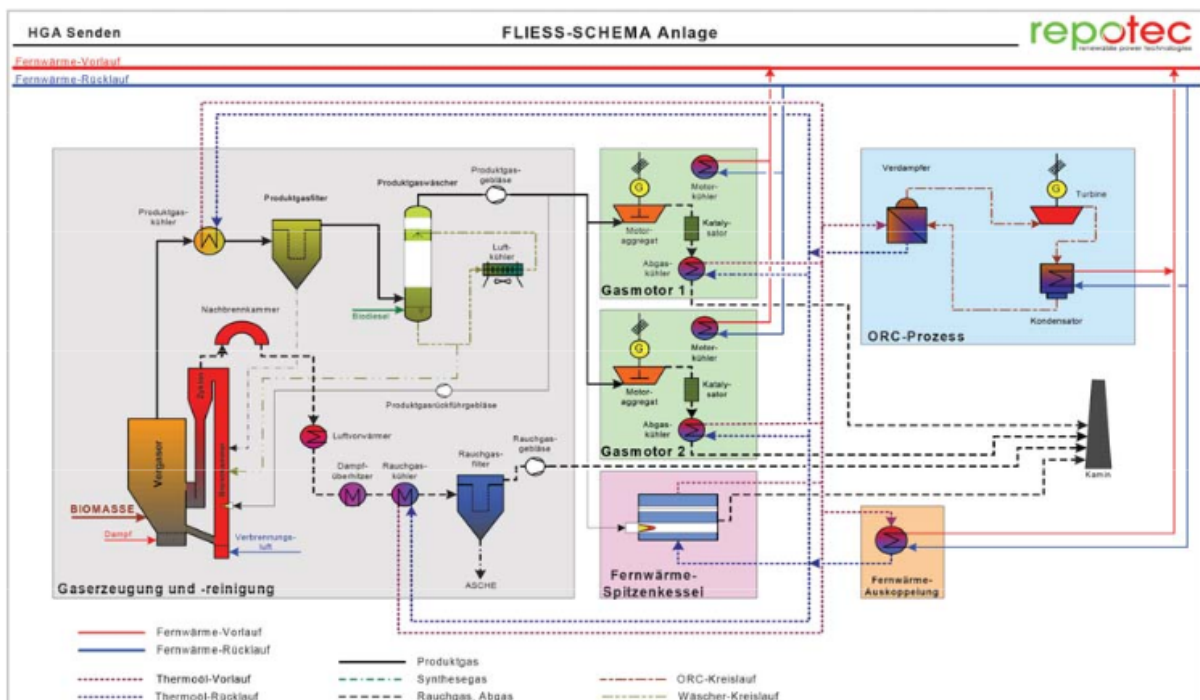 HGA Senden
FLIESS-SCHEMA Anlage
repotec
renewable power technologies
Fernwärme-Vorlauf
Fernwärme-Rücklauf
Produktgas-
kühler
Produktgasfilter
Produktgaswäscher
Produktgas-
gebläse
Luft-
kühler
Biodiesel
Nachbrennkammer
Zyklon
Vergaser
Produktgasrückführgebläse
Luftvorwärmer
Dampf-
überhitzer
Rauchgas-
kühler
Rauchgas-
filter
Rauchgas-
gebläse
BIOMASSE
Dampf
Verbrennungs-
luft
ASCHE
Gaserzeugung und -reinigung
G
Motor-
aggregat
Motor-
kühler
Kataly-
sator
Abgas-
kühler
Gasmotor 1
G
Motor-
aggregat
Motor-
kühler
Kataly-
sator
Abgas-
kühler
Gasmotor 2
Fernwärme-
Spitzenkessel
Verdampfer
G
Turbine
Kondensator
ORC-Prozess
Kamin
Fernwärme-
Auskoppelung
Fernwärme-Vorlauf
Fernwärme-Rücklauf
Thermoöl-Vorlauf
Thermoöl-Rücklauf
Produktgas
Synthesegas
Rauchgas, Abgas
ORC-Kreislauf
Wäscher-Kreislauf